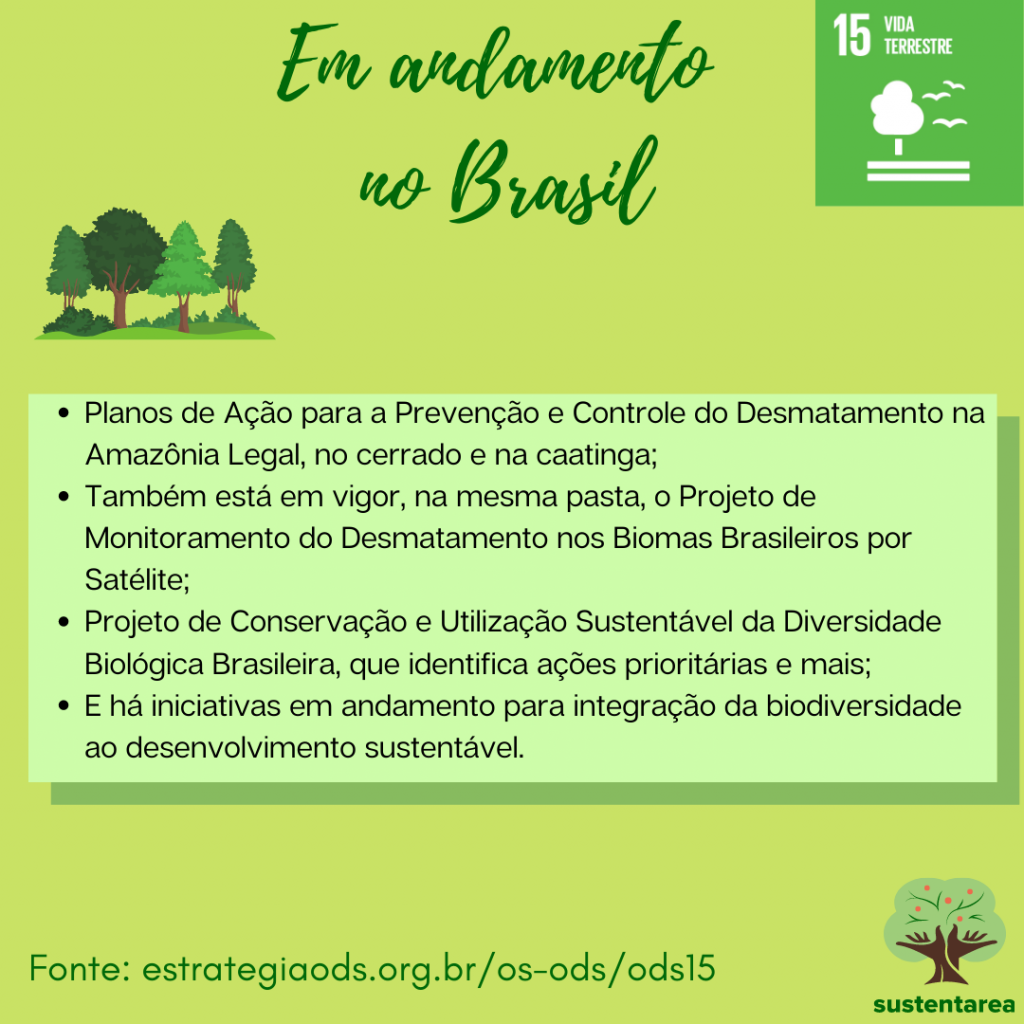 Em andamento
no Brasil
15 VIDA
TERRESTRE
• Planos de Ação para a Prevenção e Controle do Desmatamento na
Amazônia Legal, no cerrado e na caatinga;
• Também está em vigor, na mesma pasta, o Projeto de
Monitoramento do Desmatamento nos Biomas Brasileiros por
Satélite;
• Projeto de Conservação e Utilização Sustentável da Diversidade
Biológica Brasileira, que identifica ações prioritárias e mais;
• E há iniciativas em andamento para integração da biodiversidade
ao desenvolvimento sustentável.
Fonte: estrategiaods.org.br/os-ods/ods15
sustentarea